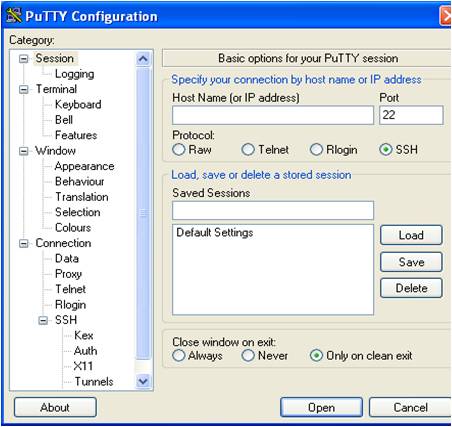 PuTTY Configuration
Category:
Session
Logging
Terminal
Keyboard
Bell
Features
Window
Appearance
Behaviour
Translation
Selection
Colours
Connection
Data
Proxy
Telnet
Rlogin
SSH
Kex
Auth
X11
Tunnels
Basic options for your PuTTY session
Specify your connection by host name or IP address
Host Name (or IP address) Port
22
Protocol:
Raw Telnet Rlogin SSH
Load, save or delete a stored session
Saved Sessions
Default Settings
Load
Save
Delete
Close window on exit:
Always Never Only on clean exit
About Open Cancel